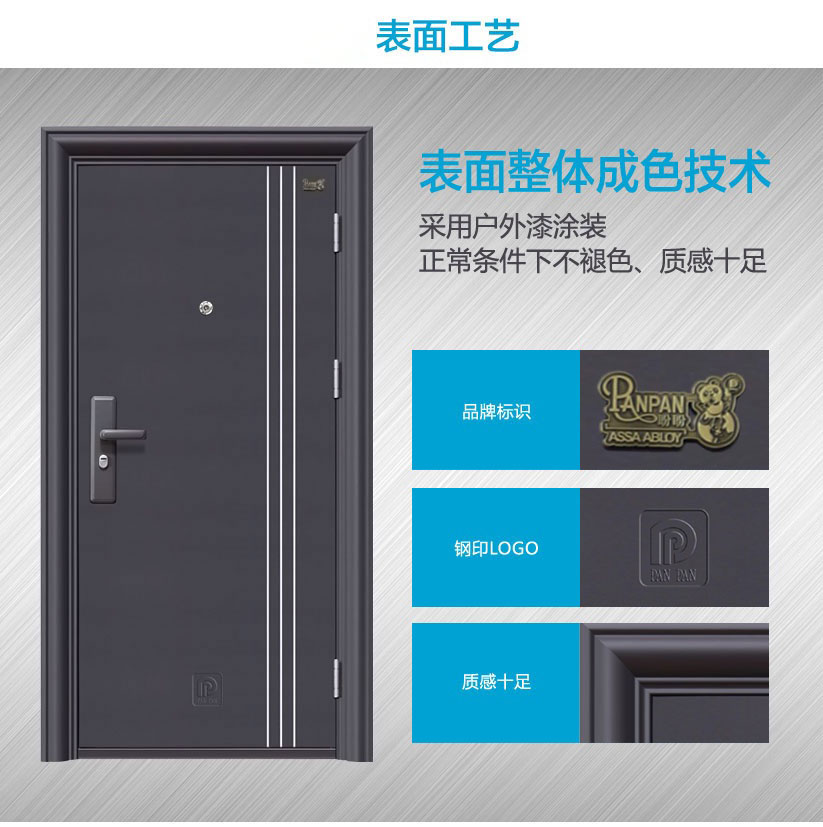 表面工艺
表面整体成色技术
采用户外漆涂装
正常条件下不褪色、质感十足
品牌标识
PANPAN
盼盼
ASSA ABLOY
钢印LOGO
PAN PAN
质感十足